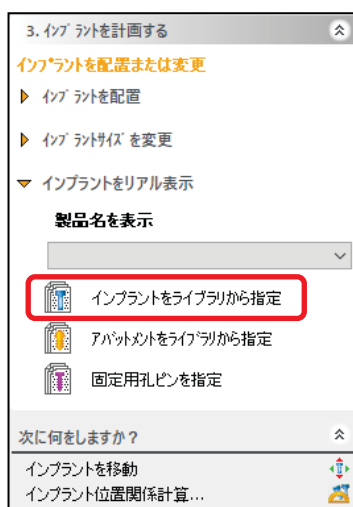 3. インプラントを計画する
インプラントを配置または変更
インプラントを配置
インプラントサイズを変更
インプラントをリアル表示
製品名を表示
インプラントをライブラリから指定
アバットメントをライブラリから指定
固定用孔ピンを指定
次に何をしますか？
インプラントを移動
インプラント位置関係計算...